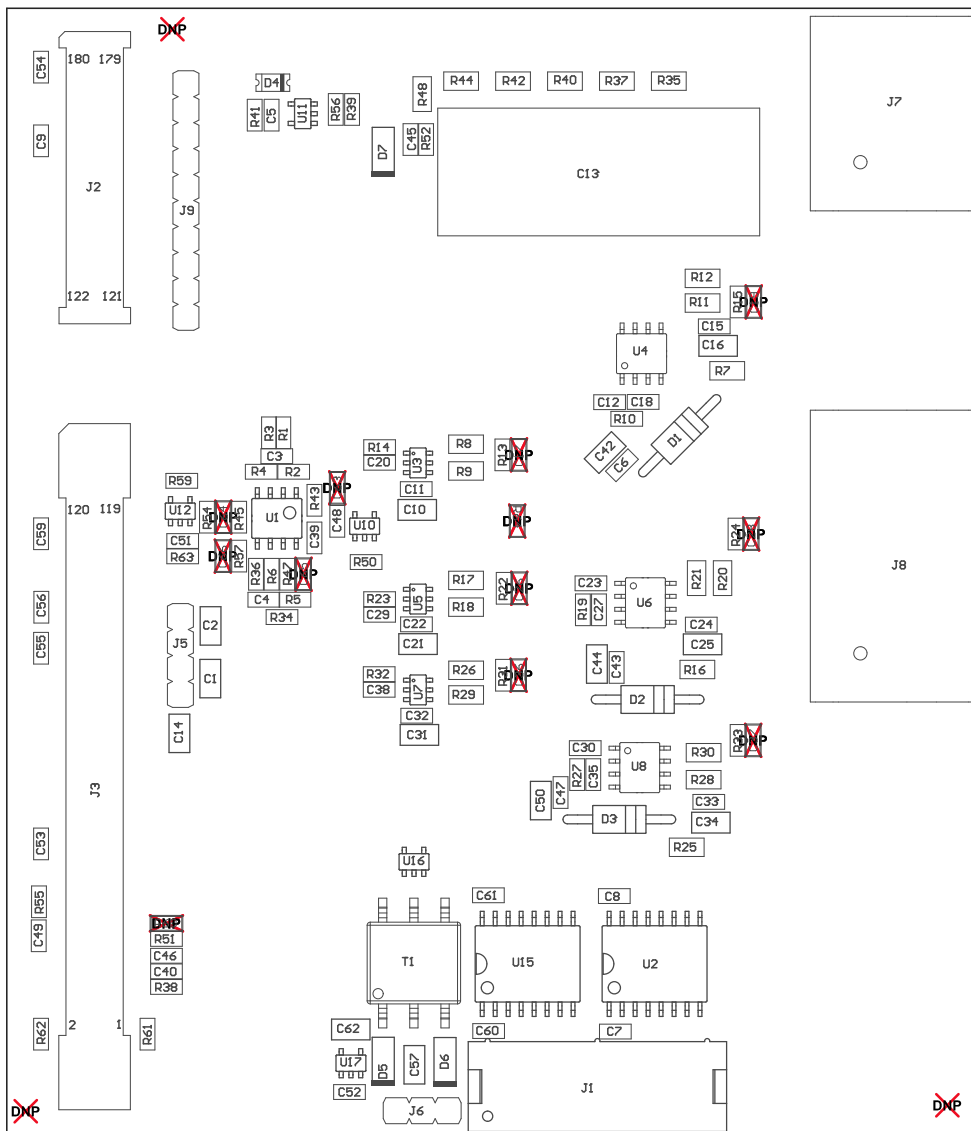 DNP
C54
180 179
D4
R48
R44
R42
R40
R37
R35
J7
R41
C5
U11
R56
R39
C9
C45
R52
D7
C13
J2
J9
122 121
R12
R11
R15
DNP
C15
C16
U4
R7
C12
C18
R10
D1
C42
C6
R3
R1
C3
R14
C20
U3
R8
R9
R13
DNP
R4
R2
R59
C11
C10
DNP
R43
C48
120 119
U12
R54
DNP
R45
U1
C39
U10
DNP
C59
C51
R63
DNP
R57
R50
R24
DNP
J8
R36
R6
R47
DNP
C4
R5
R34
R23
C29
U5
C22
C21
R17
R18
R22
DNP
C23
R19
C27
U6
R21
R20
C24
C25
C56
C55
J5
C2
C1
C14
R32
C38
U7
C32
C31
R26
R29
R31
DNP
C44
C43
R16
D2
C30
R27
C35
U8
R30
R28
R33
DNP
C50
C47
D3
C33
C34
R25
J3
C53
R55
C49
U16
DNP
R51
C46
C40
R38
C61
C8
T1
U15
U2
2 1
R62
R61
C62
C60
C7
U17
C52
D5
C57
D6
J6
J1
DNP
DNP